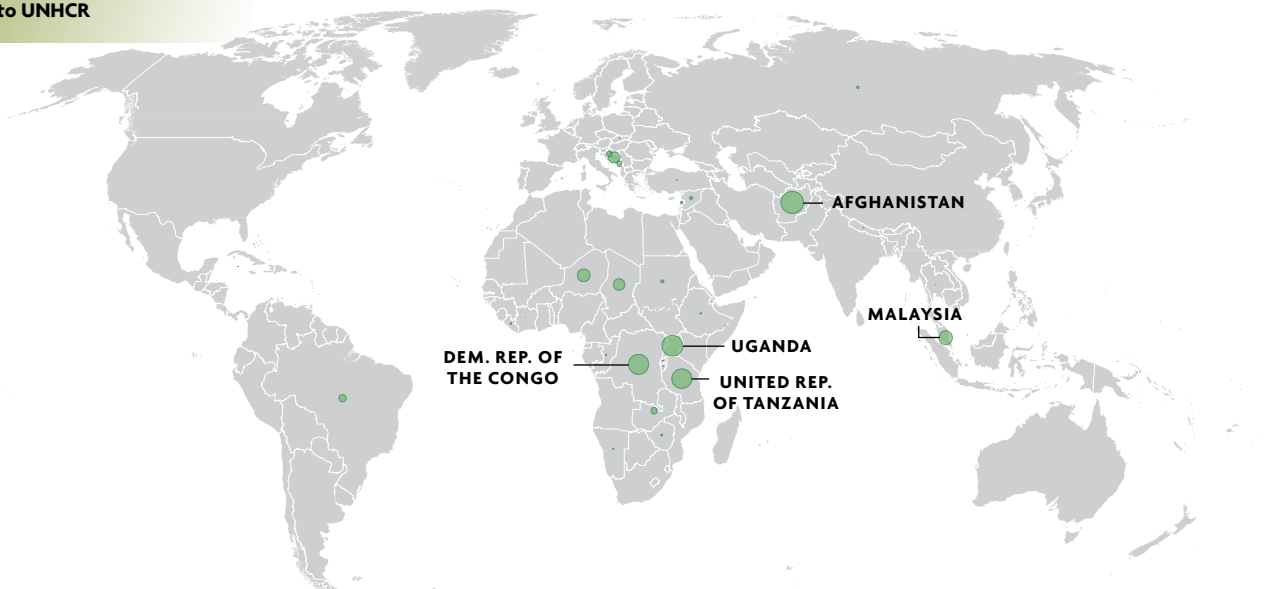 to UNHCR
AFGHANISTAN
MALAYSIA
UGANDA
DEM. REP. OF
THE CONGO
UNITED REP.
OF TANZANIA